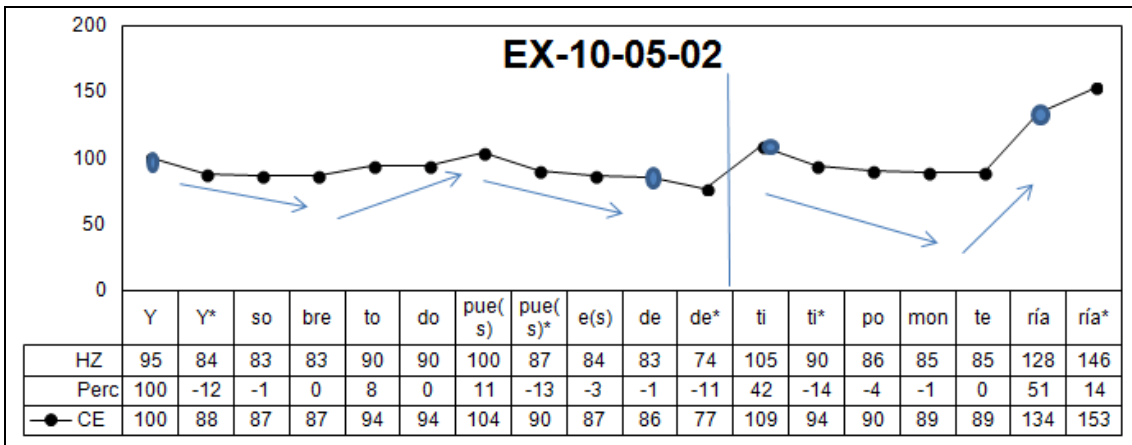 EX-10-05-02
200
150
100
50
0
Y Y* so bre to do pue(s) pue(s)* e(s) de de* ti ti* po mon te ría ría*
HZ 95 84 83 83 90 90 100 87 84 83 74 105 90 86 85 85 128 146
Perc 100 -12 -1 0 8 0 11 -13 -3 -1 -11 42 -14 -4 -1 0 51 14
CE 100 88 87 87 94 94 104 90 87 86 77 109 94 90 89 89 134 153